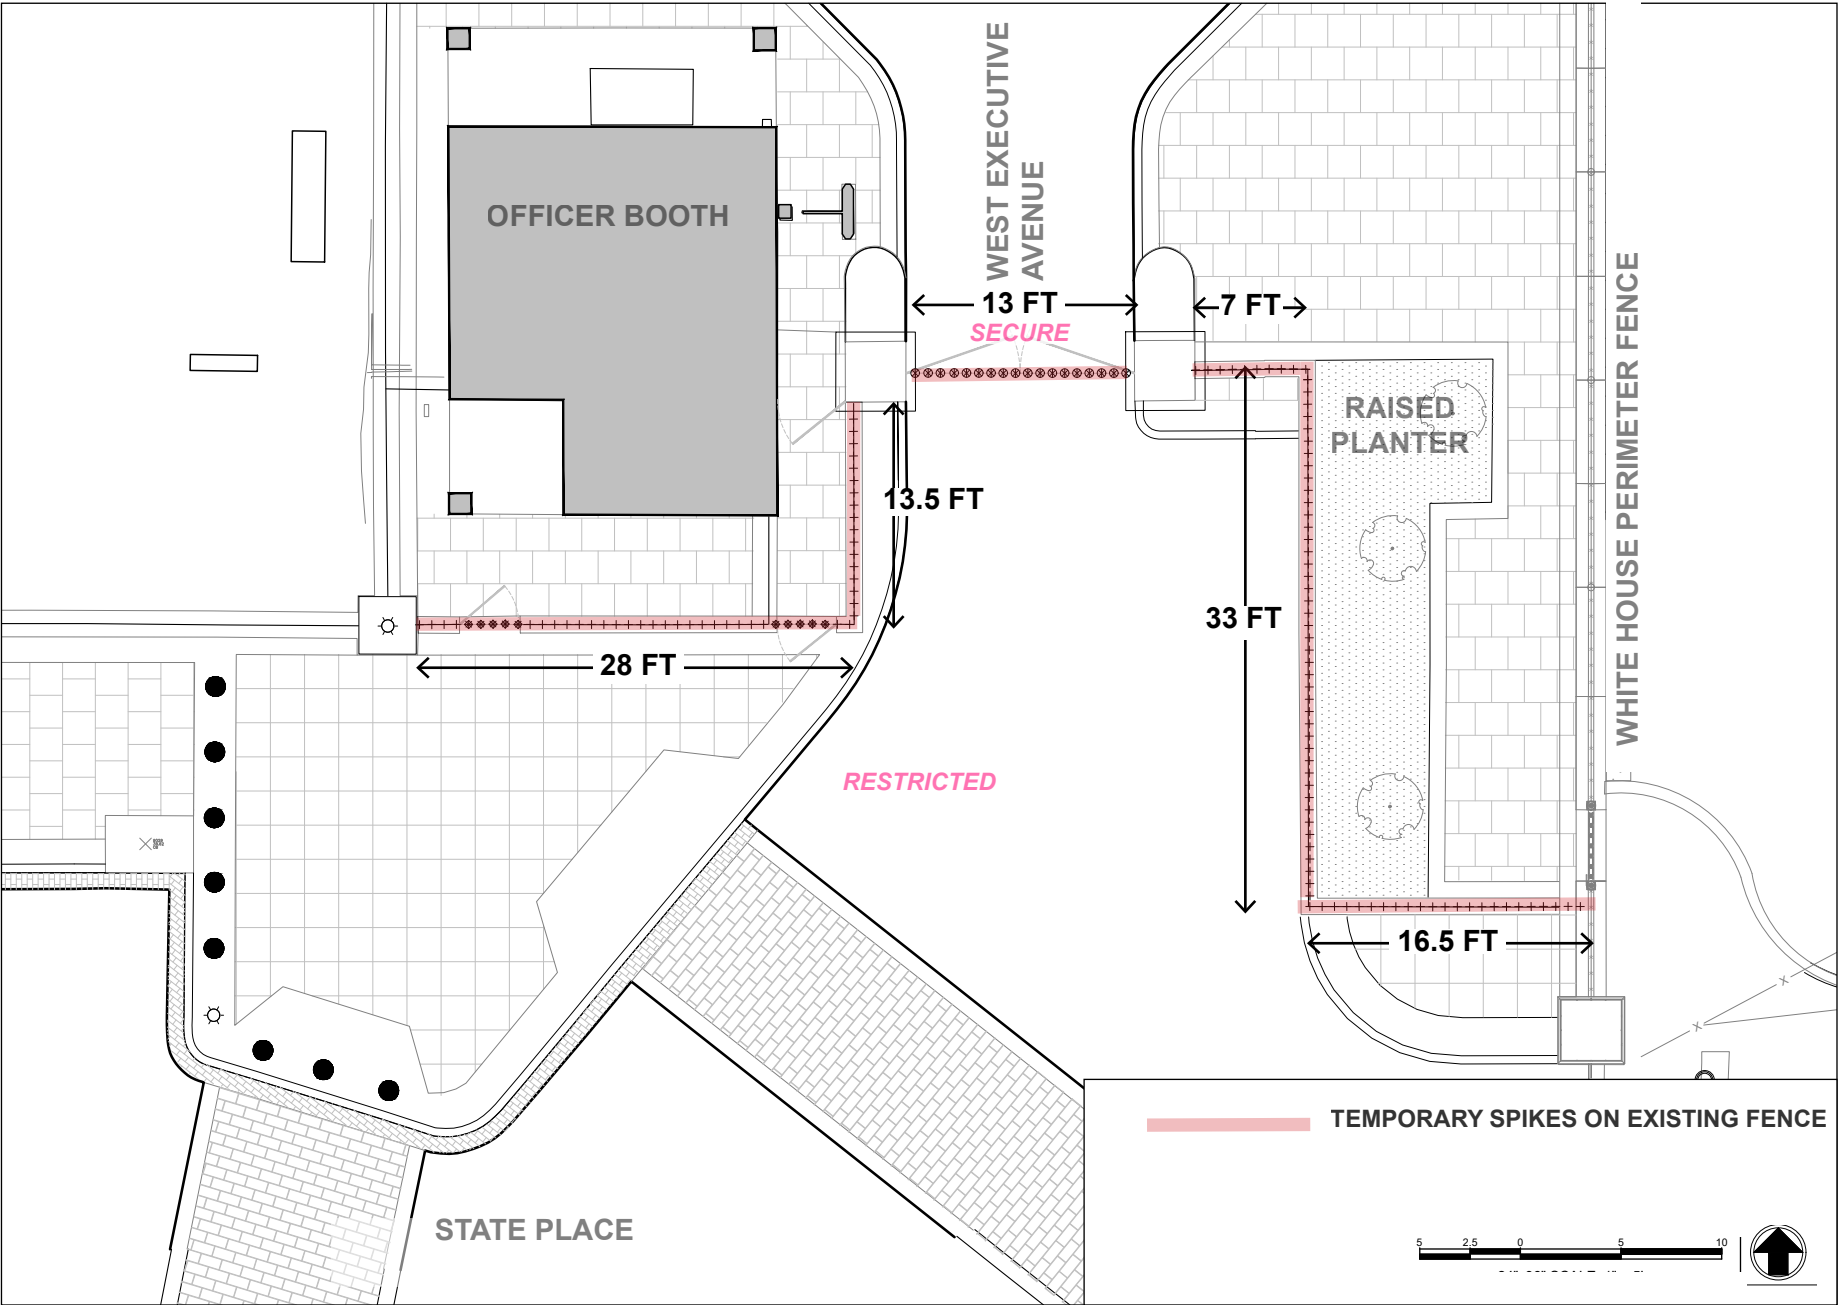 WEST EXECUTIVE
AVENUE
OFFICER BOOTH
13 FT
7 FT
SECURE
RAISED
PLANTER
WHITE HOUSE PERIMETER FENCE
13.5 FT
33 FT
28 FT
RESTRICTED
16.5 FT
TEMPORARY SPIKES ON EXISTING FENCE
STATE PLACE
5 2.5 0 5 10